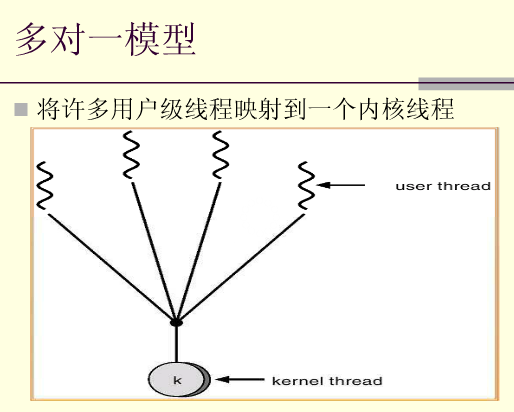 多对一模型
将许多用户级线程映射到一个内核线程
user thread
k
kernel thread